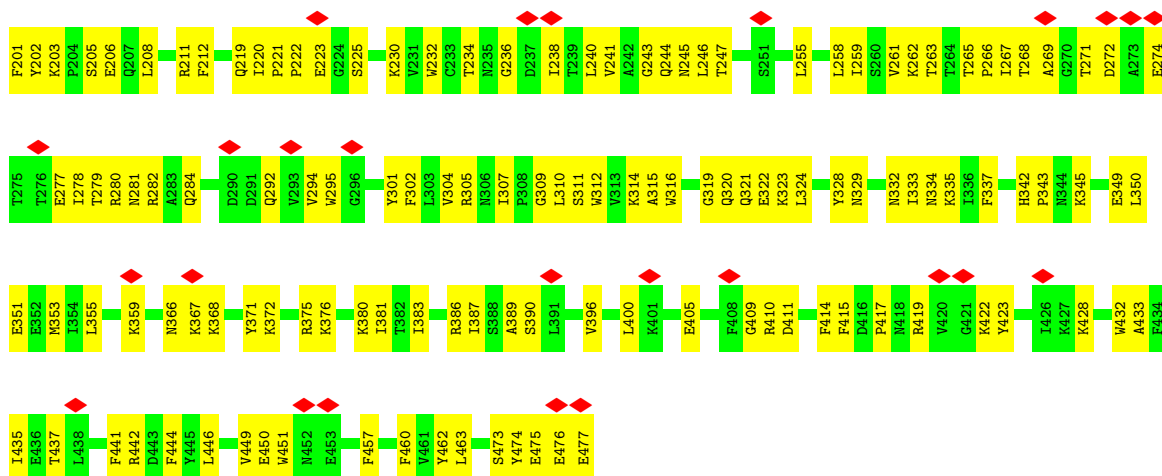 F201 Y202 K203 P204 S205 E206 Q207 L208 R211 F212 Q219 I220 P221 P222 E223 G224 S225 K230 V231 W232 C233 T234 N235 G236 D237 I238 T239 L240 V241 A242 G243 Q244 N245 L246 T247 S251 L255 L258 I259 S260 V261 K262 T263 T264 T265 P266 I267 T268 A269 G270 T271 D272 A273 E274
T275 T276 E277 I278 T279 R280 N281 R282 A283 Q284 D290 D291 Q292 V293 V294 W295 G296 Y301 F302 L303 V304 R305 N306 I307 P308 G309 L310 S311 W312 V313 K314 A315 W316 G319 Q320 Q321 E322 K323 L324 Y328 N329 N332 I333 N334 K335 I336 F337 H342 P343 N344 K345 E349 L350
E351 E352 M353 I354 L355 K359 N366 K367 K368 Y371 K372 R375 K376 K380 I381 T382 I383 R386 I387 S388 A389 S390 L391 V396 L400 K401 E405 F408 G409 R410 D411 F414 F415 D416 P417 N418 R419 V420 G421 K422 Y423 I426 K427 K428 W432 A433 F434
I435 E436 T437 L438 F441 R442 D443 F444 Y445 L446 V449 E450 W451 N452 E453 F457 F460 V461 Y462 L463 S473 Y474 E475 E476 E477